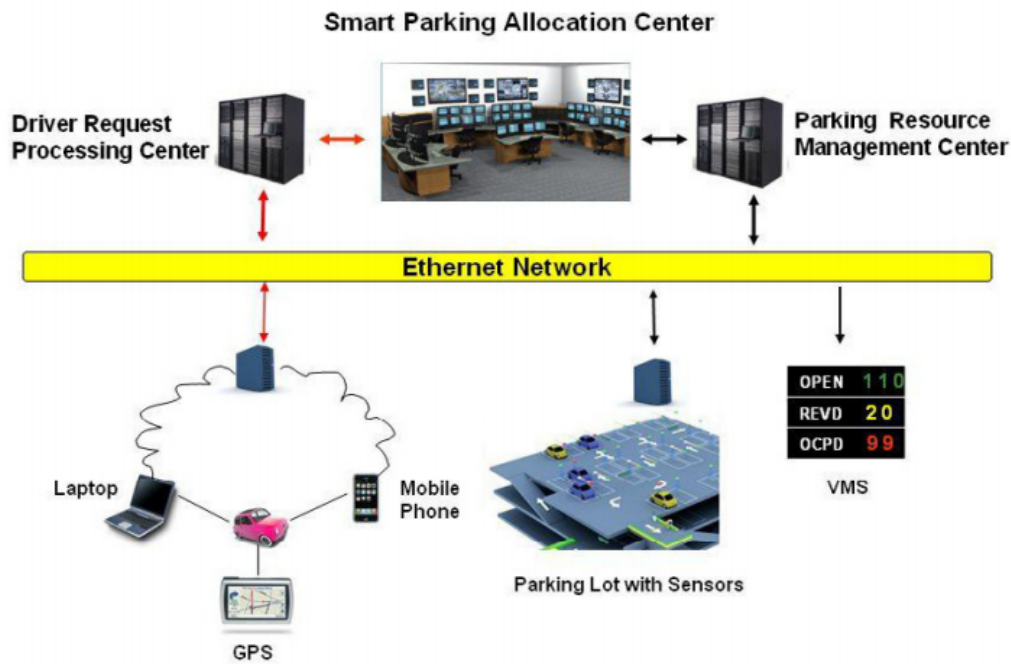 Smart Parking Allocation Center
Driver Request
Processing Center
Parking Resource
Management Center
Ethernet Network
OPEN 110
REVD 20
OCPD 99
VMS
Laptop
Mobile
Phone
Parking Lot with Sensors
GPS